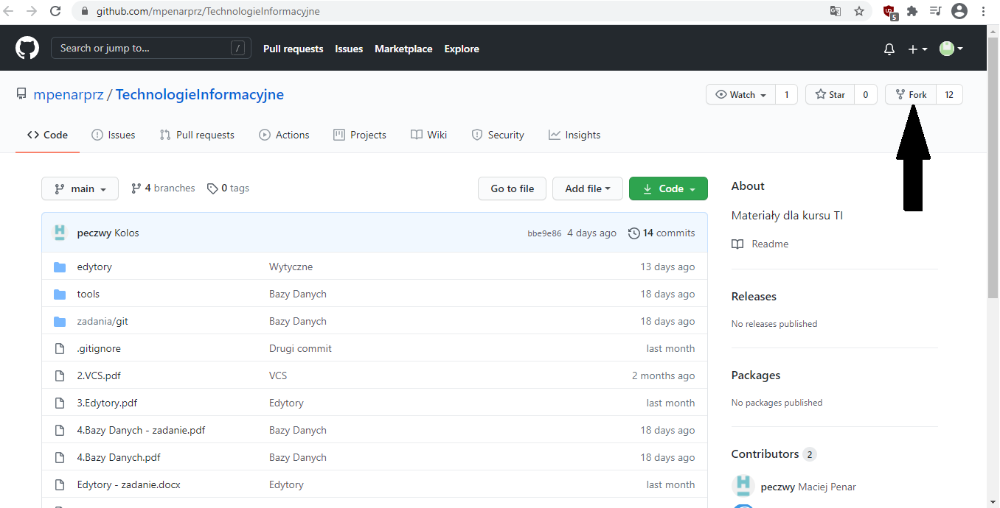 github.com/mpenarprz/TechnologieInformacyjne
5
Search or jump to... /
Pull requests Issues Marketplace Explore
mpenarprz / TechnologieInformacyjne
Watch 1 Star 0 Fork 12
Code Issues Pull requests Actions Projects Wiki Security Insights
main 4 branches 0 tags Go to file Add file Code
peczwy Kolos bbe9e86 4 days ago 14 commits
edytory Wytyczne 13 days ago
tools Bazy Danych 18 days ago
zadania/git Bazy Danych 18 days ago
.gitignore Drugi commit last month
2.VCS.pdf VCS 2 months ago
3.Edytory.pdf Edytory last month
4.Bazy Danych - zadanie.pdf Bazy Danych 18 days ago
4.Bazy Danych.pdf Bazy Danych 18 days ago
Edytory - zadanie.docx Edytory last month
About
Materiały dla kursu TI
Readme
Releases
No releases published
Packages
No packages published
Contributors 2
peczwy Maciej Penar